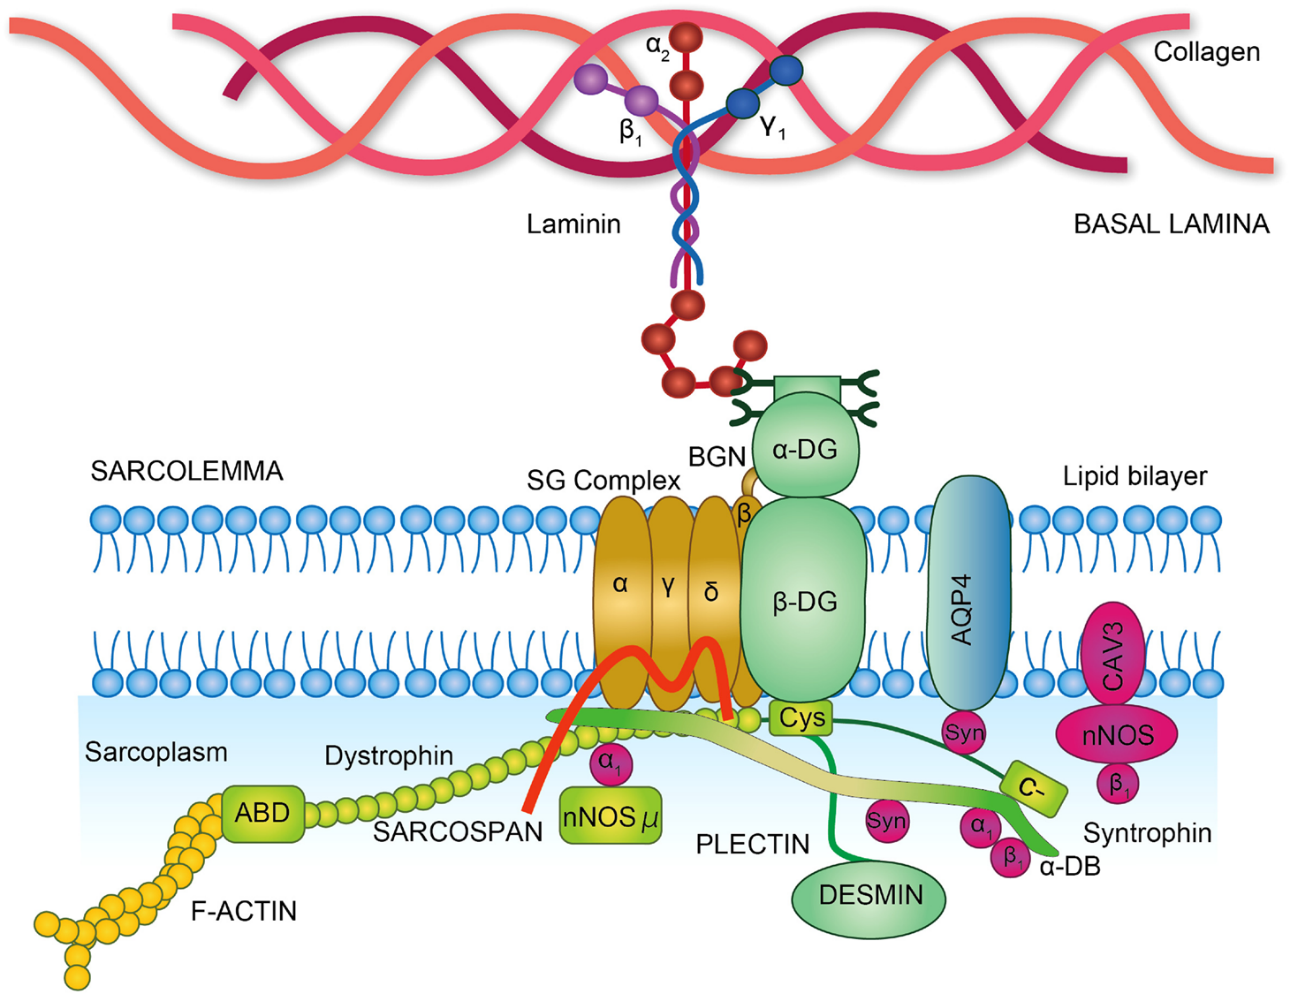 α2
Collagen
β1
γ1
Laminin
BASAL LAMINA
BGN
α-DG
SARCOLEMMA
SG Complex
Lipid bilayer
β
α
γ
δ
β-DG
AQP4
CAV3
Cys
Syn
nNOS
Sarcoplasm
Dystrophin
α1
C-
β1
ABD
nNOS μ
SARCOSPAN
Syn
α1
Syntrophin
PLECTIN
β1
α-DB
DESMIN
F-ACTIN